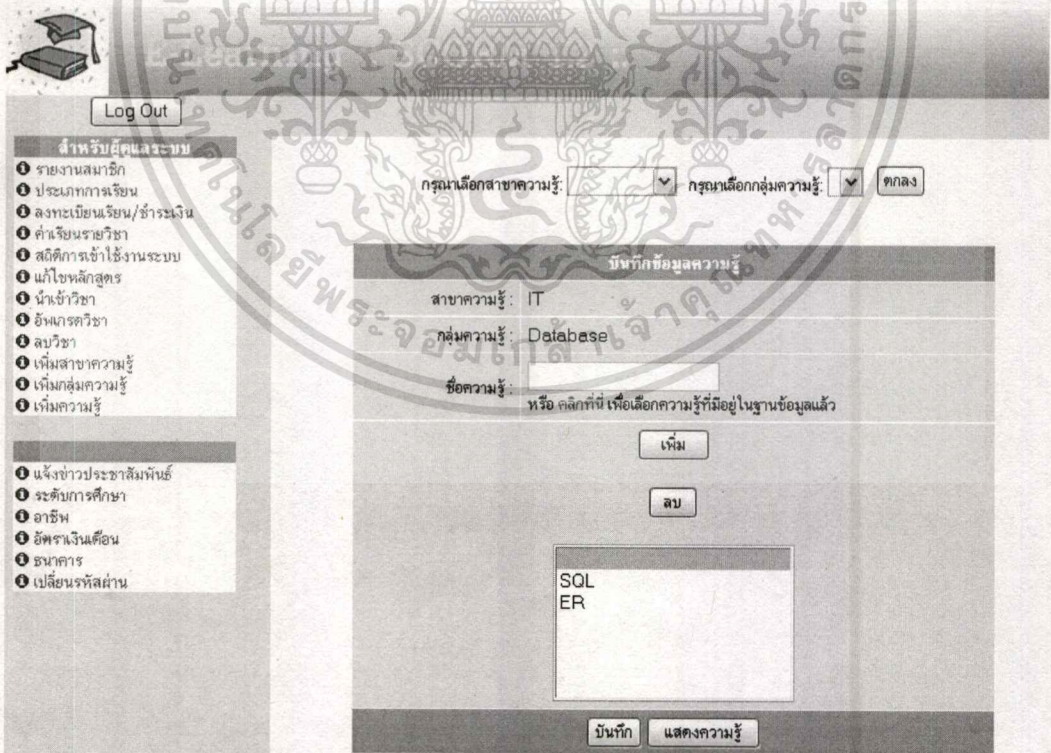 Log Out
สำหรับผู้ดูแลระบบ
รายงานสมาชิก
ประเภทการเรียน
ลงทะเบียนเรียน/ชำระเงิน
ค่าเรียนรายวิชา
สถิติการเข้าใช้งานระบบ
แก้ไขหลักสูตร
นำเข้าวิชา
อัพเกรดวิชา
ลบวิชา
เพิ่มสาขาความรู้
เพิ่มกลุ่มความรู้
เพิ่มความรู้
แจ้งข่าวประชาสัมพันธ์
ระดับการศึกษา
อาชีพ
อัตราเงินเดือน
ธนาคาร
เปลี่ยนรหัสผ่าน
กรุณาเลือกสาขาความรู้: กรุณาเลือกกลุ่มความรู้: ตกลง
บันทึกข้อมูลความรู้
สาขาความรู้ : IT
กลุ่มความรู้ : Database
ชื่อความรู้ :
หรือ คลิกที่นี่ เพื่อเลือกความรู้ที่มีอยู่ในฐานข้อมูลแล้ว
เพิ่ม
ลบ
SQL
ER
บันทึก แสดงความรู้